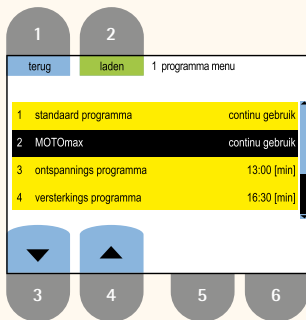 1 2
terug laden 1 programma menu
1 standaard programma continu gebruik
2 MOTOmax continu gebruik
3 ontspannings programma 13:00 [min]
4 versterkings programma 16:30 [min]
3 4 5 6